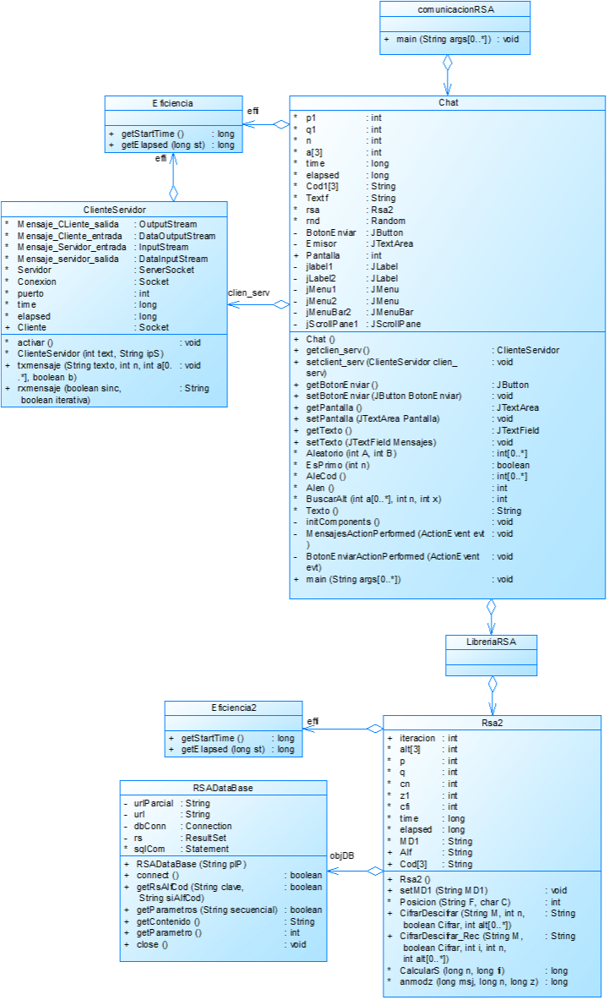 comunicacionRSA
+ main (String args[0..*]) : void
Chat
* p1 : int
* q1 : int
* n : int
* a[3] : int
* time : long
* elapsed : long
* Cod1[3] : String
* Textf : String
* rsa : Rsa2
* rnd : Random
- BotonEnviar : JButton
- Emisor : JTextArea
+ Pantalla : int
- jlabel1 : JLabel
- jLabel2 : JLabel
- jMenu1 : JMenu
- jMenu2 : JMenu
- jMenuBar2 : JMenuBar
- jScrollPane1 : JScrollPane
+ Chat ()
+ getclien_serv () : ClienteServidor
+ setclient_serv (ClienteServidor clien_ : void
serv)
+ getBotonEnviar () : JButton
+ setBotonEnviar (JButton BotonEnviar) : void
+ getPantalla () : JTextArea
+ setPantalla (JTextArea Pantalla) : void
+ getTexto () : JTextField
+ setTexto (JTextField Mensajes) : void
* Aleatorio (int A, int B) : int[0..*]
* EsPrimo (int n) : boolean
* AleCod () : int[0..*]
* Alen () : int
* BuscarAlt (int a[0..*], int n, int x) : int
* Texto () : String
- initComponents () : void
- MensajesActionPerformed (ActionEvent evt : void
)
- BotonEnviarActionPerformed (ActionEvent : void
evt)
+ main (String args[0..*]) : void
Eficiencia
+ getStartTime () : long
+ getElapsed (long st) : long
effi
effi
ClienteServidor
* Mensaje_CLiente_salida : OutputStream
* Mensaje_Cliente_entrada : DataOutputStream
* Mensaje_Servidor_entrada : InputStream
* Mensaje_servidor_salida : DataInputStream
* Servidor : ServerSocket
* Conexion : Socket
* puerto : int
* time : long
* elapsed : long
+ Cliente : Socket
* activar () : void
* ClienteServidor (int text, String ipS)
+ txmensaje (String texto, int n, int a[0. : void
.*], boolean b)
+ rxmensaje (boolean sinc, : String
boolean iterativa)
clien_serv
LibreriaRSA
Eficiencia2
+ getStartTime () : long
+ getElapsed (long st) : long
effi
Rsa2
+ iteracion : int
* alt[3] : int
* p : int
* q : int
* cn : int
* z1 : int
* cfi : int
* time : long
* elapsed : long
* MD1 : String
+ Alf : String
* Cod[3] : String
+ Rsa2 ()
+ setMD1 (String MD1) : void
* Posicion (String F, char C) : int
+ CifrarDescifrar (String M, int n, : String
boolean Cifrar, int alt[0..*])
+ CifrarDescifrar_Rec (String M, : String
boolean Cifrar, int i, int n,
int alt[0..*])
* CalcularS (long n, long fi) : long
* anmodz (long msj, long n, long z) : long
RSADataBase
- urlParcial : String
- url : String
- dbConn : Connection
- rs : ResultSet
* sqlCom : Statement
+ RSADataBase (String pIP)
+ connect () : boolean
+ getRsAlfCod (String clave, : boolean
String siAlfCod)
+ getParametros (String secuencial) : boolean
+ getContenido () : String
+ getParametro () : int
+ close () : void
objDB